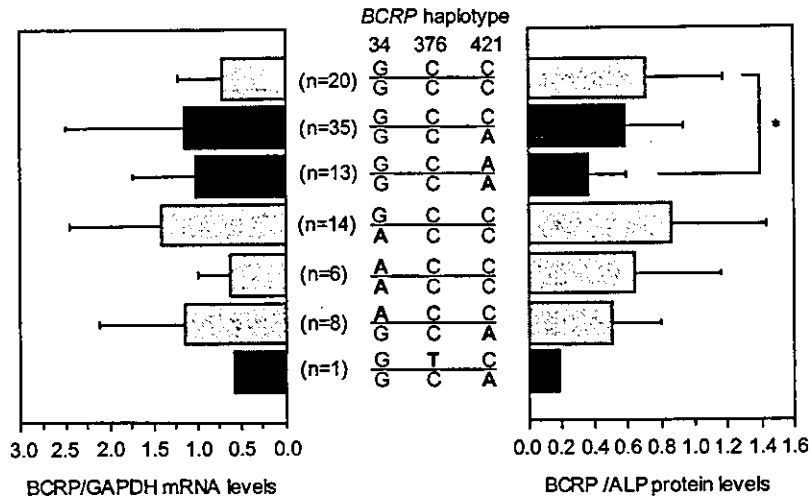 BCRP haplotype
34 376 421
(n=20) G C C
G C C
(n=35) G C C
G C A
(n=13) G C A
G C A
(n=14) G C C
A C C
(n=6) A C C
A C C
(n=8) A C C
G C A
(n=1) G T C
G C A
*
3.0 2.5 2.0 1.5 1.0 0.5 0.0
0.0 0.2 0.4 0.6 0.8 1.0 1.2 1.4 1.6
BCRP/GAPDH mRNA levels
BCRP /ALP protein levels